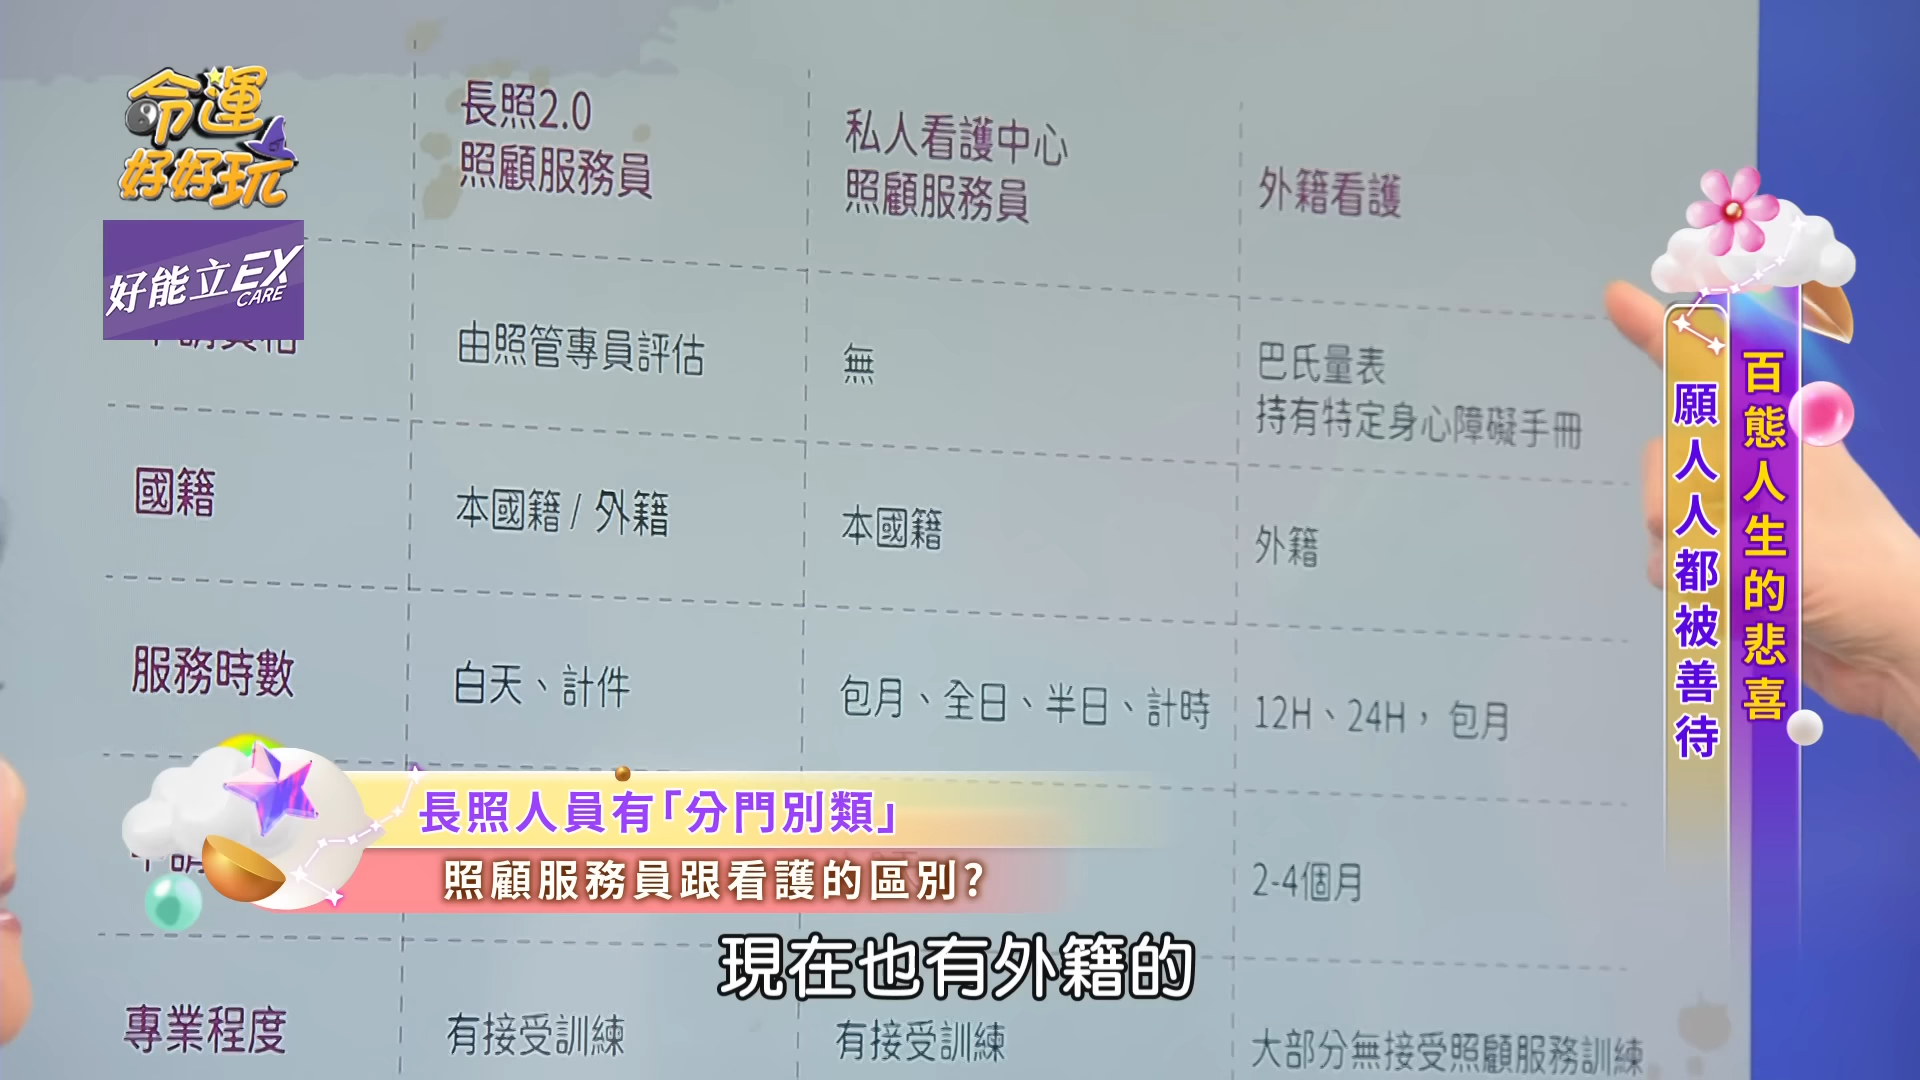 命運
好好玩
好能立EX
CARE
長照2.0
照顧服務員
私人看護中心
照顧服務員
外籍看護
申請資格
由照管專員評估
無
巴氏量表
持有特定身心障礙手冊
國籍
本國籍 / 外籍
本國籍
外籍
服務時數
白天、計件
包月、全日、半日、計時
12H、24H，包月
2-4個月
專業程度
有接受訓練
有接受訓練
大部分無接受照顧服務訓練
百態人生的悲喜
願人人都被善待
長照人員有「分門別類」
照顧服務員跟看護的區別?
現在也有外籍的